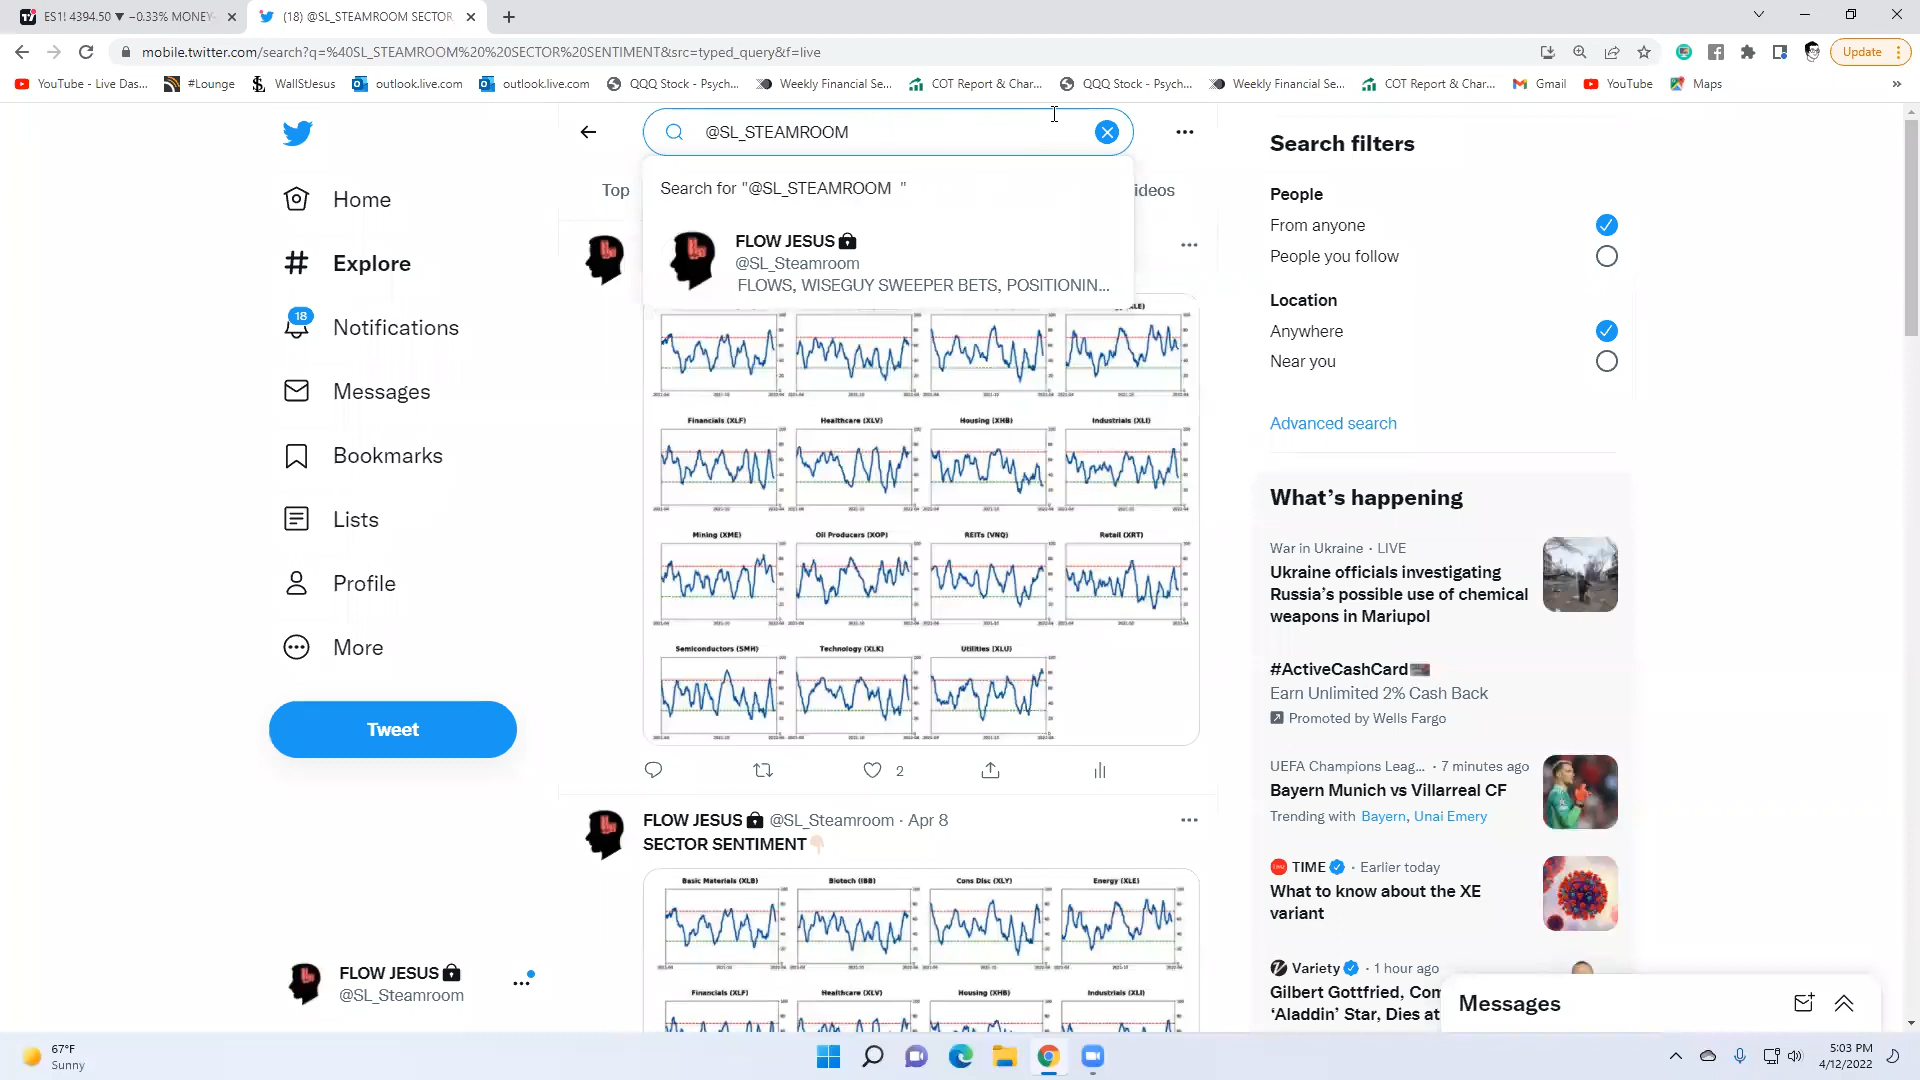 ES1! 4394.50 ▼ −0.33% MONEY-
(18) @SL_STEAMROOM SECTOR
mobile.twitter.com/search?q=%40SL_STEAMROOM%20%20SECTOR%20SENTIMENT&src=typed_query&f=live
Update
YouTube - Live Das...
#Lounge
WallStJesus
outlook.live.com
outlook.live.com
QQQ Stock - Psych...
Weekly Financial Se...
COT Report & Char...
QQQ Stock - Psych...
Weekly Financial Se...
COT Report & Char...
Gmail
YouTube
Maps
@SL_STEAMROOM
Search for "@SL_STEAMROOM  "
FLOW JESUS
@SL_Steamroom
FLOWS, WISEGUY SWEEPER BETS, POSITIONIN...
Top
ideos
Home
Explore
18
Notifications
Messages
Bookmarks
Lists
Profile
More
Tweet
FLOW JESUS
@SL_Steamroom
Financials (XLF)
Healthcare (XLV)
Housing (XHB)
Industrials (XLI)
Mining (XME)
Oil Producers (XOP)
REITs (VNQ)
Retail (XRT)
Semiconductors (SMH)
Technology (XLK)
Utilities (XLU)
2
FLOW JESUS @SL_Steamroom · Apr 8
SECTOR SENTIMENT
Basic Materials (XLB)
Biotech (IBB)
Cons Disc (XLY)
Energy (XLE)
Financials (XLF)
Healthcare (XLV)
Housing (XHB)
Industrials (XLI)
Search filters
People
From anyone
People you follow
Location
Anywhere
Near you
Advanced search
What's happening
War in Ukraine · LIVE
Ukraine officials investigating
Russia's possible use of chemical
weapons in Mariupol
#ActiveCashCard
Earn Unlimited 2% Cash Back
Promoted by Wells Fargo
UEFA Champions Leag... · 7 minutes ago
Bayern Munich vs Villarreal CF
Trending with Bayern, Unai Emery
TIME · Earlier today
What to know about the XE
variant
Variety · 1 hour ago
Gilbert Gottfried, Com
'Aladdin' Star, Dies at
Messages
67°F
Sunny
5:03 PM
4/12/2022